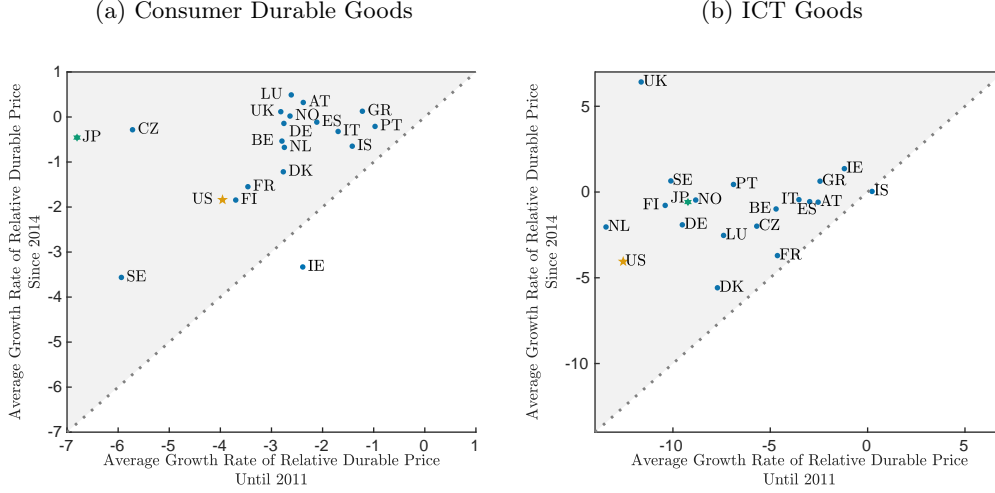 (a) Consumer Durable Goods
Average Growth Rate of Relative Durable Price
Since 2014
1
0
-1
-2
-3
-4
-5
-6
-7
LU
AT
UK
NO
GR
DE
ES
PT
IT
JP
CZ
BE
NL
IS
DK
FR
US
FI
SE
IE
-7
-6
-5
-4
-3
-2
-1
0
1
Average Growth Rate of Relative Durable Price
Until 2011
(b) ICT Goods
Average Growth Rate of Relative Durable Price
Since 2014
5
0
-5
-10
UK
IE
SE
PT
GR
IS
FI
JP
NO
IT
ES
AT
BE
NL
DE
CZ
LU
US
FR
DK
-10
-5
0
5
Average Growth Rate of Relative Durable Price
Until 2011